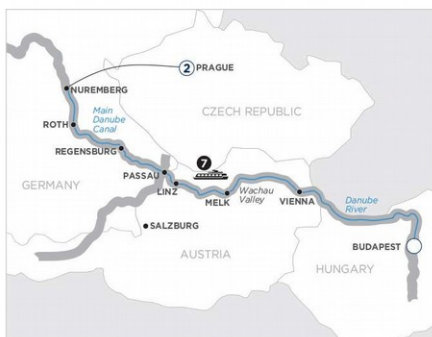 2
PRAGUE
NUREMBERG
Main
Danube
Canal
CZECH REPUBLIC
ROTH
REGENSBURG
7
PASSAU
GERMANY
LINZ
MELK
Wachau
Valley
VIENNA
Danube
River
SALZBURG
BUDAPEST
AUSTRIA
HUNGARY